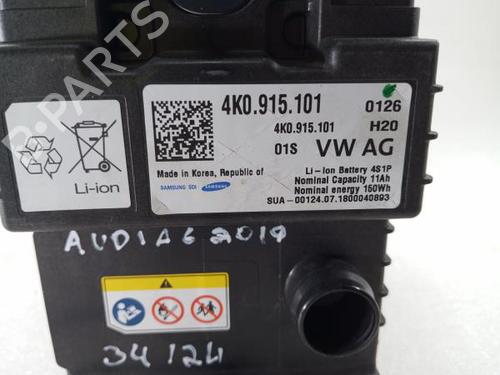 B-PARTS
4K0.915.101
0126
4K0.915.101
H20
01S
VW AG
Li-ion
Made in Korea, Republic of
SAMSUNG SDI
SAMSUNG
Li-ion Battery 4S1P
Nominal Capacity 11Ah
Nominal energy 150Wh
SUA-00124.07.1800040893
AUDI A6 2019
34124